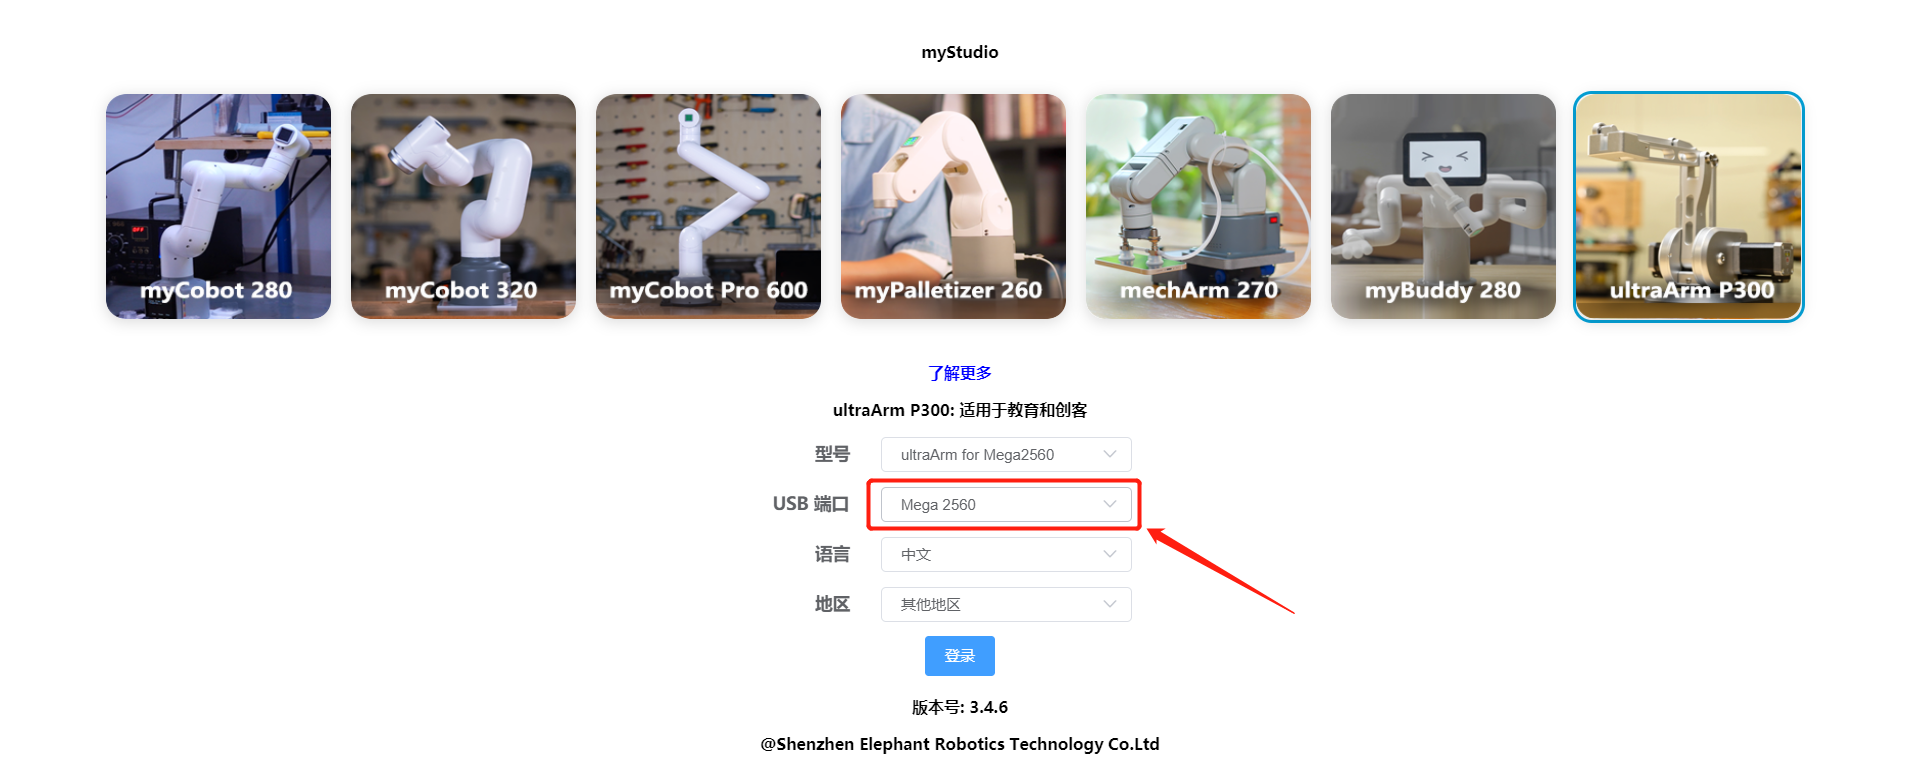 myStudio
myCobot 280
myCobot 320
myCobot Pro 600
myPalletizer 260
mechArm 270
myBuddy 280
ultraArm P300
了解更多
ultraArm P300: 适用于教育和创客
型号 ultraArm for Mega2560
USB 端口 Mega 2560
语言 中文
地区 其他地区
登录
版本号: 3.4.6
@Shenzhen Elephant Robotics Technology Co.Ltd